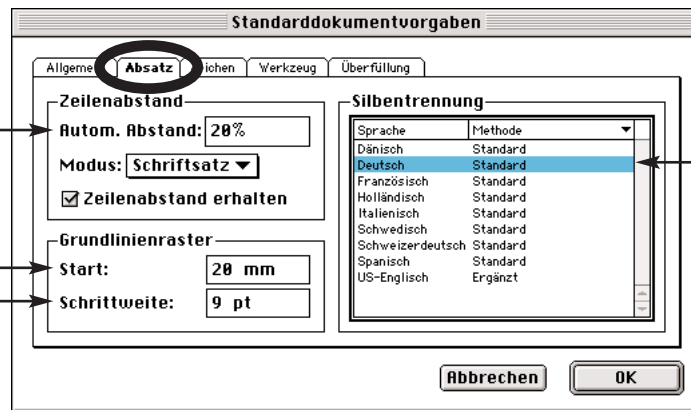 Standarddokumentvorgaben
Allgeme Absatz ichen Werkzeug Überfüllung
Zeilenabstand
Autom. Abstand: 20%
Modus: Schriftsatz
Zeilenabstand erhalten
Grundlinienraster
Start: 20 mm
Schrittweite: 9 pt
Silbentrennung
Sprache Methode
Dänisch Standard
Deutsch Standard
Französisch Standard
Holländisch Standard
Italienisch Standard
Schwedisch Standard
Schweizerdeutsch Standard
Spanisch Standard
US-Englisch Ergänzt
Abbrechen OK